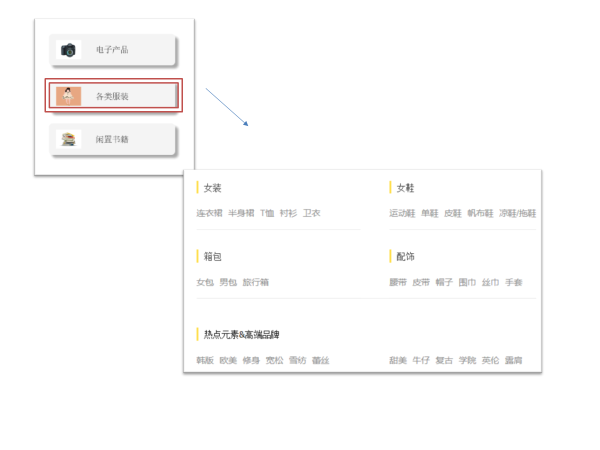 电子产品
各类服装
闲置书籍
女装
连衣裙 半身裙 T恤 衬衫 卫衣
女鞋
运动鞋 单鞋 皮鞋 帆布鞋 凉鞋/拖鞋
箱包
女包 男包 旅行箱
配饰
腰带 皮带 帽子 围巾 丝巾 手套
热点元素&高端品牌
韩版 欧美 修身 宽松 雪纺 蕾丝
甜美 牛仔 复古 学院 英伦 露肩